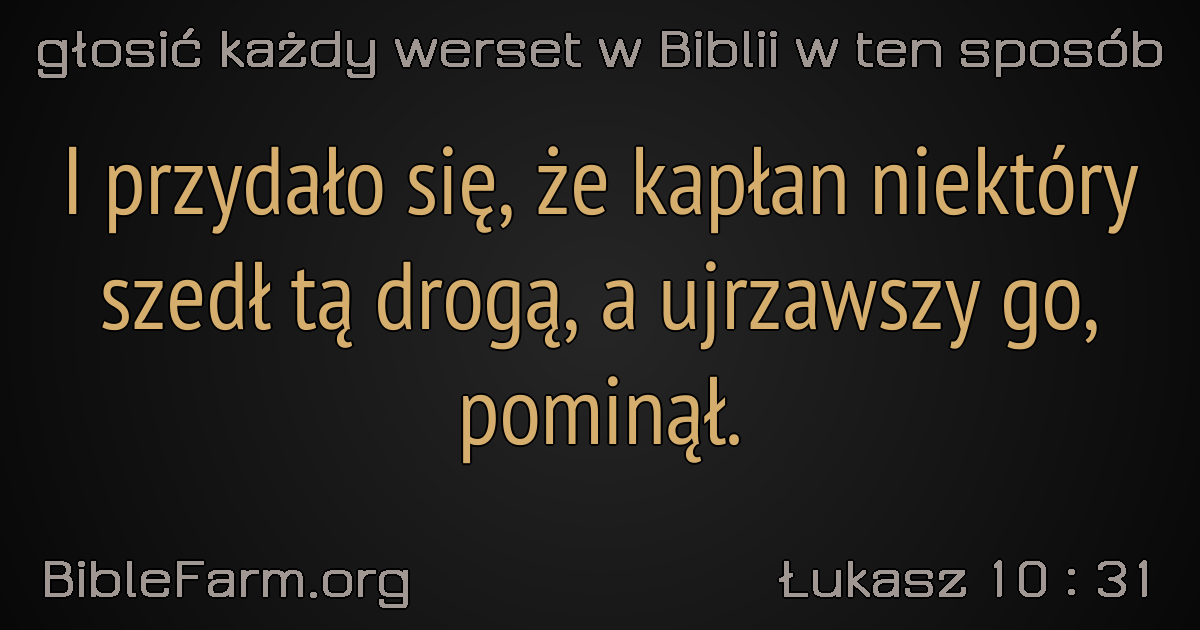 głosić każdy werset w Biblii w ten sposób
I przydało się, że kapłan niektóry
szedł tą drogą, a ujrzawszy go,
pominął.
BibleFarm.org
Łukasz 10 : 31